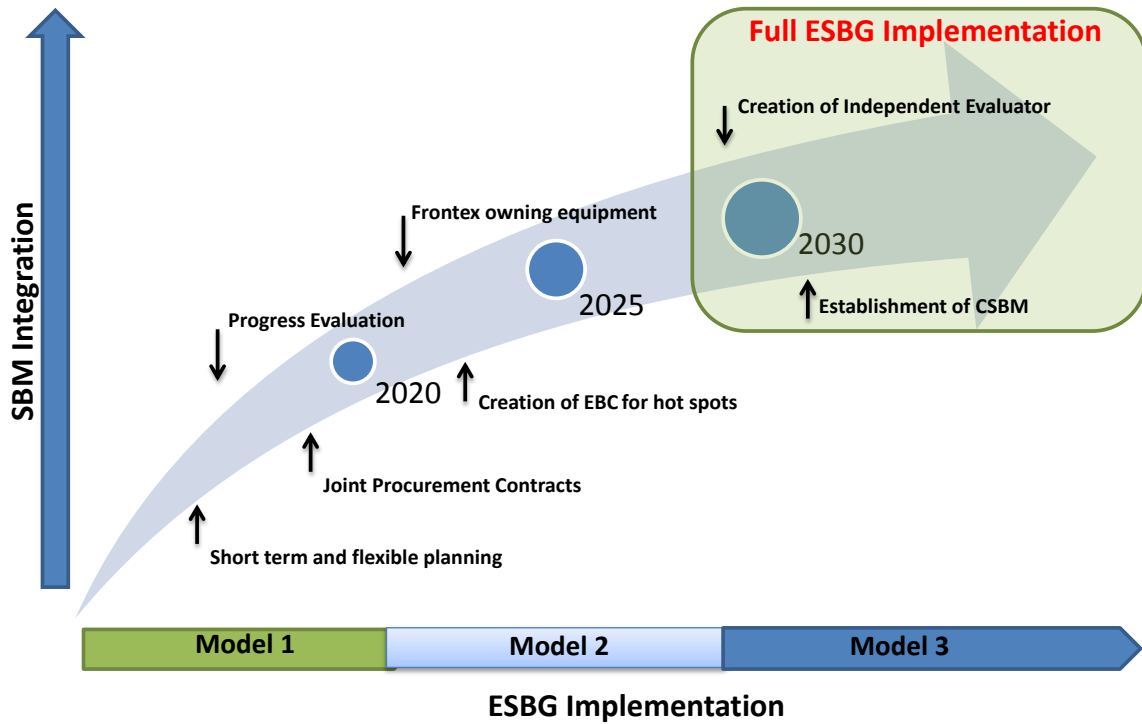 Full ESBG Implementation
Creation of Independent Evaluator
Frontex owning equipment
2030
2025
Establishment of CSBM
Progress Evaluation
2020
Creation of EBC for hot spots
Joint Procurement Contracts
Short term and flexible planning
SBM Integration
Model 1
Model 2
Model 3
ESBG Implementation